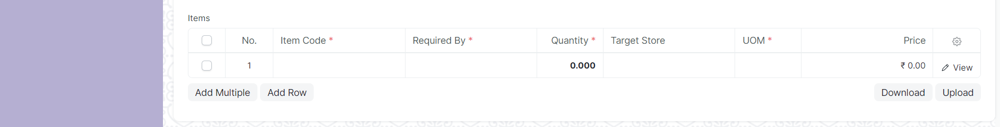 Items
No. Item Code * Required By * Quantity * Target Store UOM * Price
1 0.000 ₹ 0.00 View
Add Multiple Add Row Download Upload